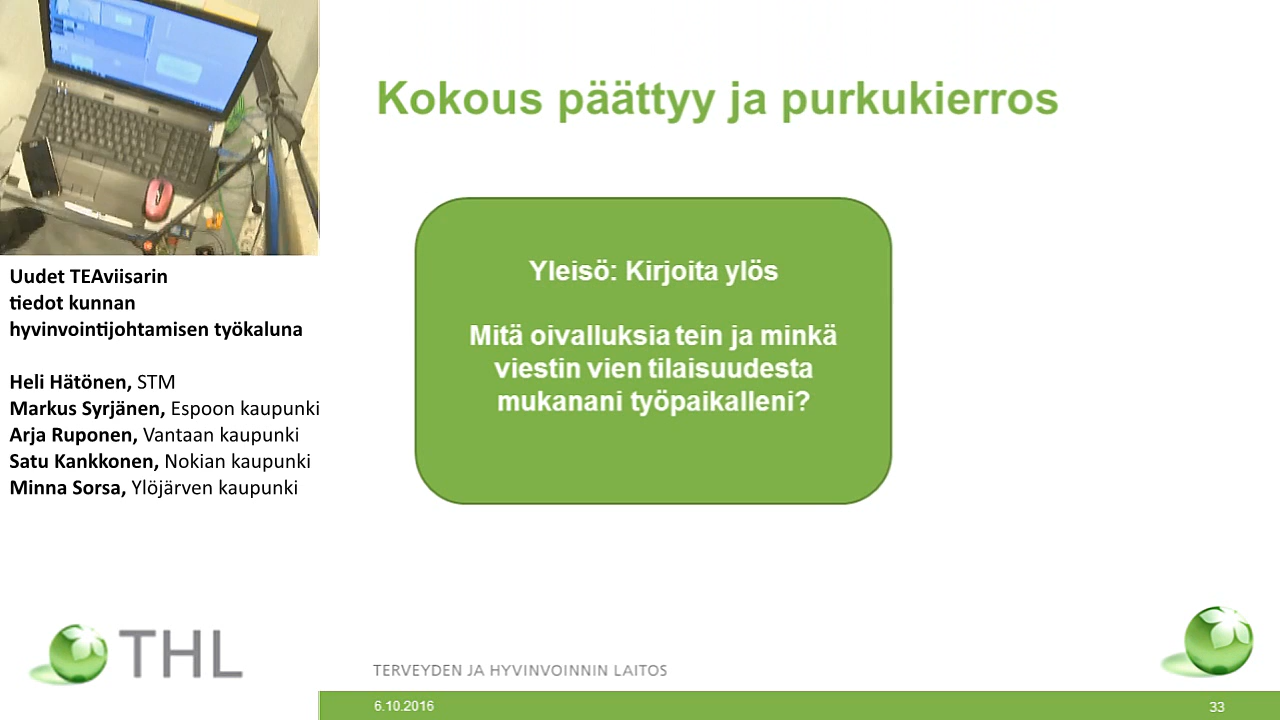 Kokous päättyy ja purkukierros
Yleisö: Kirjoita ylös
Mitä oivalluksia tein ja minkä
viestin vien tilaisuudesta
mukanani työpaikalleni?
Uudet TEAviisarin
tiedot kunnan
hyvinvointijohtamisen työkaluna
Heli Hätönen, STM
Markus Syrjänen, Espoon kaupunki
Arja Ruponen, Vantaan kaupunki
Satu Kankkonen, Nokian kaupunki
Minna Sorsa, Ylöjärven kaupunki
THL
TERVEYDEN JA HYVINVOINNIN LAITOS
6.10.2016
33